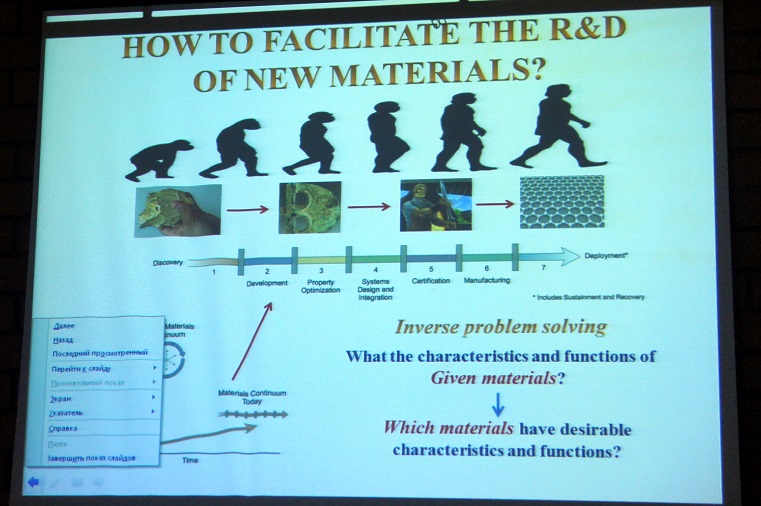 HOW TO FACILITATE THE R&D
OF NEW MATERIALS?
Discovery
1
2
3
4
5
6
7
Deployment*
Development
Property
Optimization
Systems
Design and
Integration
Certification
Manufacturing
* Includes Sustainment and Recovery
Materials
Inverse problem solving
What the characteristics and functions of
Given materials?
Which materials have desirable
characteristics and functions?
Materials Continuum
Today
Time
Далее
Назад
Последний просмотренный
Перейти к слайду
Произвольный показ
Экран
Указатель
Справка
Пауза
Завершить показ слайдов